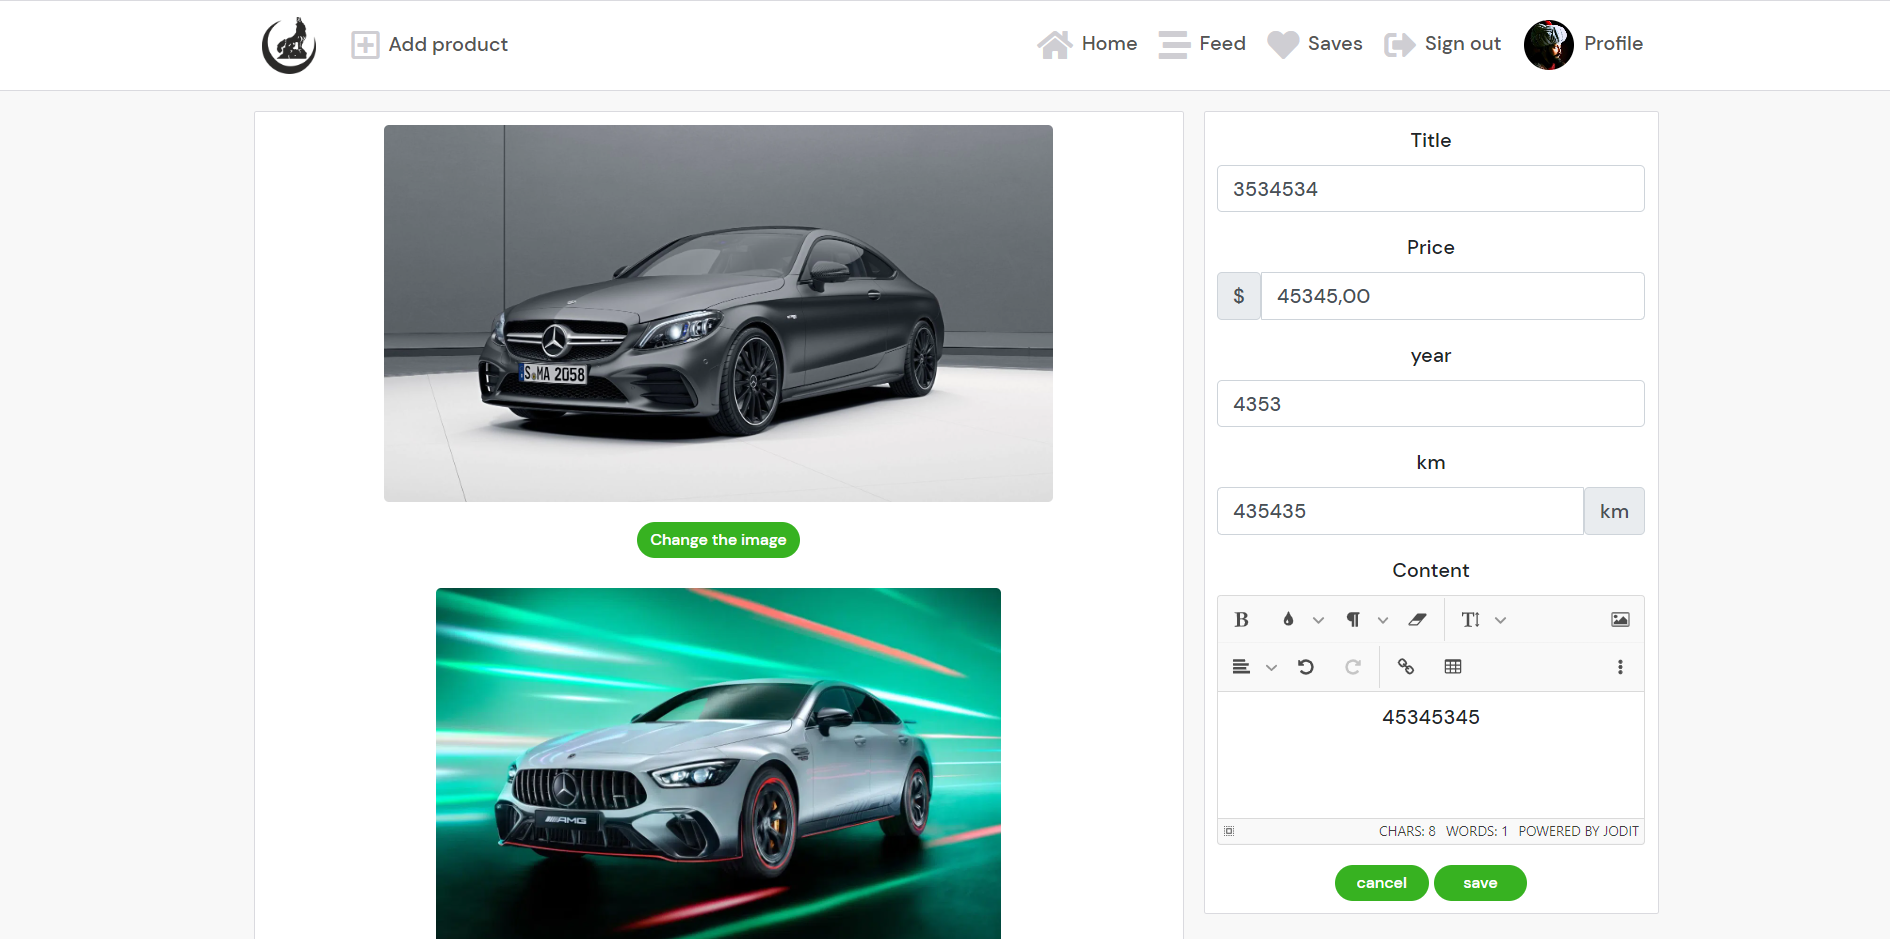 Add product
Home
Feed
Saves
Sign out
Profile
S MA 2058
Change the image
AMG
Title
3534534
Price
$ 45345,00
year
4353
km
435435 km
Content
45345345
CHARS: 8 WORDS: 1 POWERED BY JODIT
cancel save